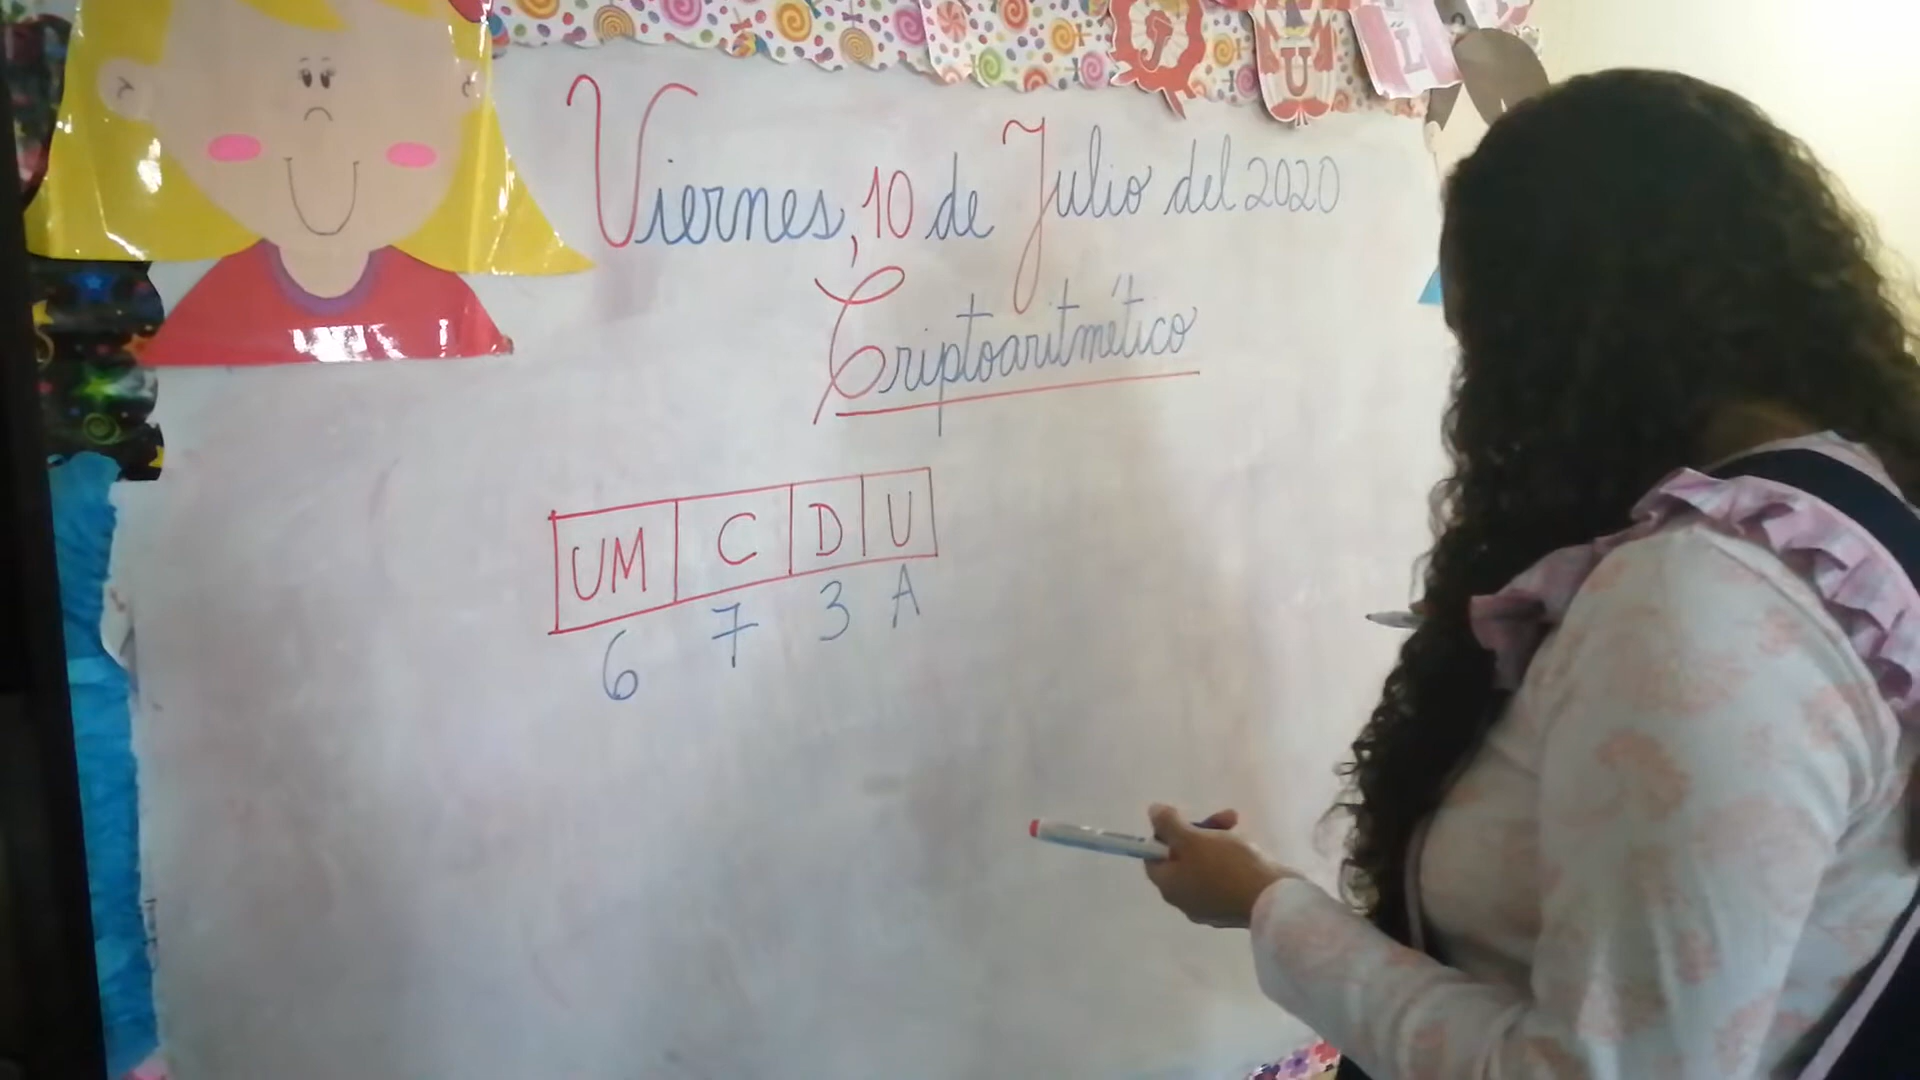 J U L
Viernes, 10 de Julio del 2020
Criptoaritmético
UM C D U
6 7 3 A